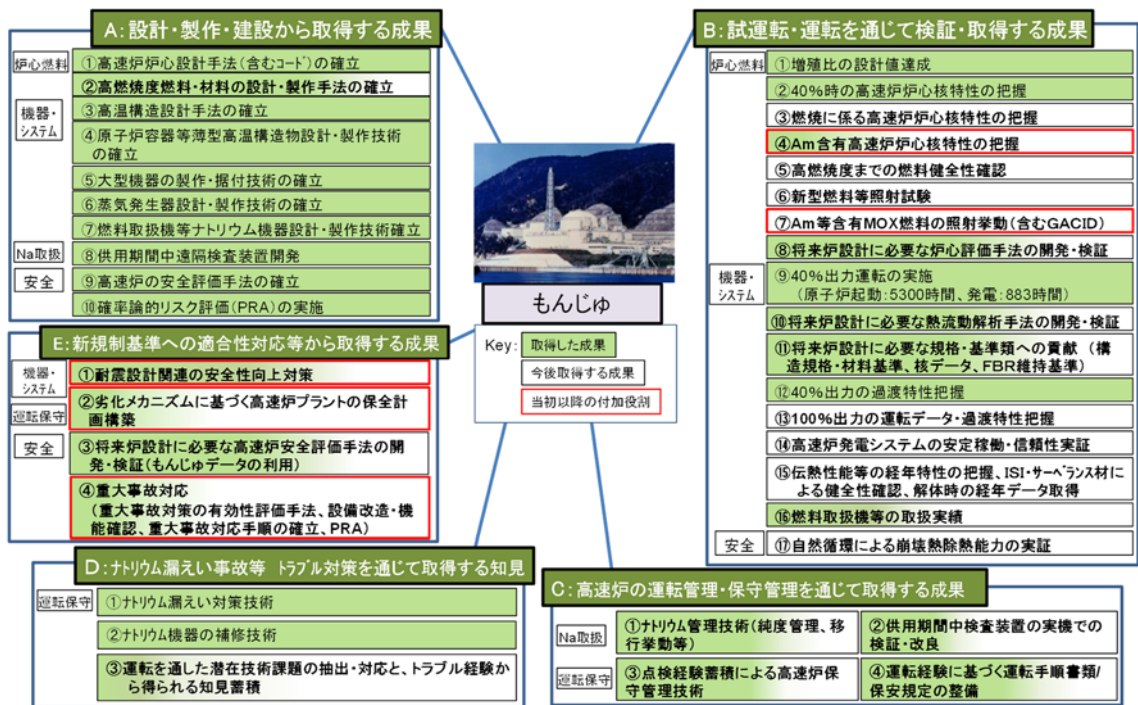 A:設計・製作・建設から取得する成果
炉心燃料
①高速炉炉心設計手法(含むコード)の確立
②高燃焼度燃料・材料の設計・製作手法の確立
機器・
システム
③高温構造設計手法の確立
④原子炉容器等薄型高温構造物設計・製作技術
の確立
⑤大型機器の製作・据付技術の確立
⑥蒸気発生器設計・製作技術の確立
⑦燃料取扱機等ナトリウム機器設計・製作技術確立
Na取扱
⑧供用期間中遠隔検査装置開発
安全
⑨高速炉の安全評価手法の確立
⑩確率論的リスク評価(PRA)の実施
E:新規制基準への適合性対応等から取得する成果
機器・
システム
①耐震設計関連の安全性向上対策
運転保守
②劣化メカニズムに基づく高速炉プラントの保全計
画構築
安全
③将来炉設計に必要な高速炉安全評価手法の開
発・検証(もんじゅデータの利用)
④重大事故対応
(重大事故対策の有効性評価手法、設備改造・機
能確認、重大事故対応手順の確立、PRA)
もんじゅ
Key:
取得した成果
今後取得する成果
当初以降の付加役割
B:試運転・運転を通じて検証・取得する成果
炉心燃料
①増殖比の設計値達成
②40%時の高速炉炉心核特性の把握
③燃焼に係る高速炉炉心核特性の把握
④Am含有高速炉炉心核特性の把握
⑤高燃焼度までの燃料健全性確認
⑥新型燃料等照射試験
⑦Am等含有MOX燃料の照射挙動(含むGACID)
⑧将来炉設計に必要な炉心評価手法の開発・検証
機器・
システム
⑨40%出力運転の実施
(原子炉起動:5300時間、発電:883時間)
⑩将来炉設計に必要な熱流動解析手法の開発・検証
⑪将来炉設計に必要な規格・基準類への貢献 (構
造規格・材料基準、核データ、FBR維持基準)
⑫40%出力の過渡特性把握
⑬100%出力の運転データ・過渡特性把握
⑭高速炉発電システムの安定稼働・信頼性実証
⑮伝熱性能等の経年特性の把握、ISI・サーベランス材に
よる健全性確認、解体時の経年データ取得
⑯燃料取扱機等の取扱実績
安全
⑰自然循環による崩壊熱除熱能力の実証
D:ナトリウム漏えい事故等 トラブル対策を通じて取得する知見
運転保守
①ナトリウム漏えい対策技術
②ナトリウム機器の補修技術
③運転を通した潜在技術課題の抽出・対応と、トラブル経験か
ら得られる知見蓄積
C:高速炉の運転管理・保守管理を通じて取得する成果
Na取扱
①ナトリウム管理技術(純度管理、移
行挙動等)
②供用期間中検査装置の実機での
検証・改良
運転保守
③点検経験蓄積による高速炉保
守管理技術
④運転経験に基づく運転手順書類/
保安規定の整備